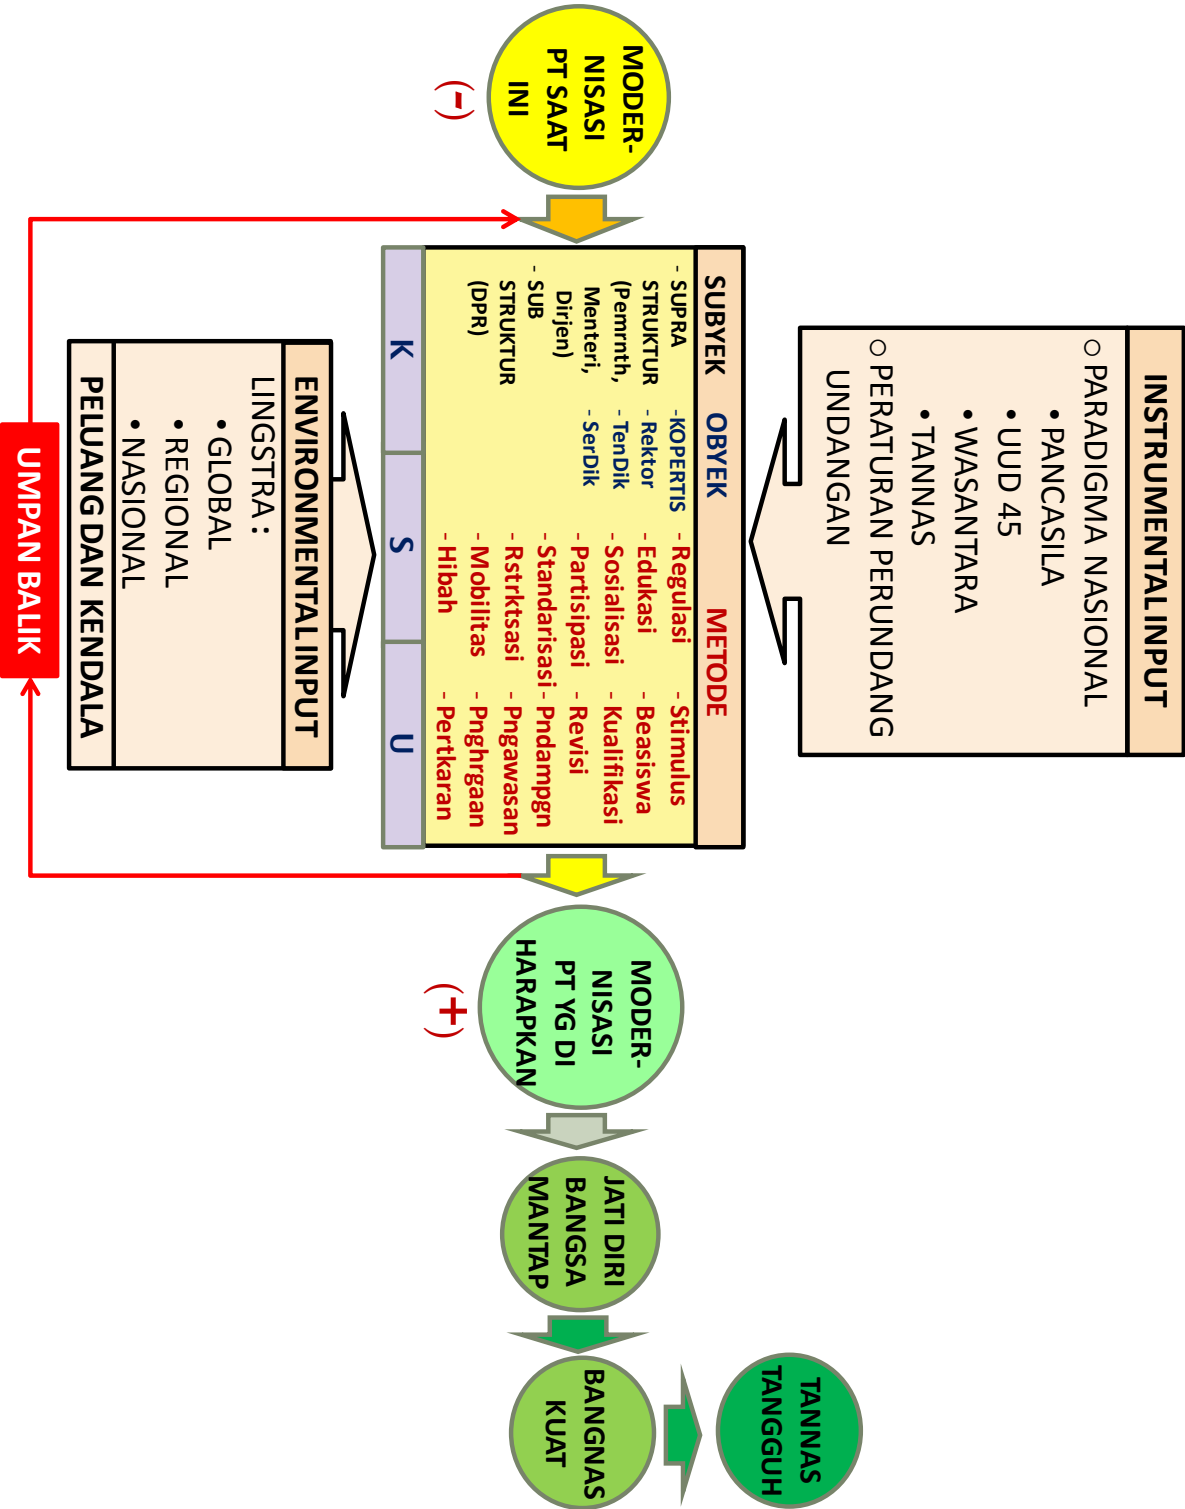 INSTRUMENTAL INPUT
○ PARADIGMA NASIONAL
• PANCASILA
• UUD 45
• WASANTARA
• TANNAS
○ PERATURAN PERUNDANG
UNDANGAN
MODER-
NISASI
PT SAAT
INI
(-)
SUBYEK
- SUPRA
STRUKTUR
(Pemrnth,
Menteri,
Dirjen)
- SUB
STRUKTUR
(DPR)
OBYEK
-KOPERTIS
- Rektor
- TenDik
- SerDik
METODE
- Regulasi
- Edukasi
- Sosialisasi
- Partisipasi
- Standarisasi
- Rstrktsasi
- Mobilitas
- Hibah
- Stimulus
- Beasiswa
- Kualifikasi
- Revisi
- Pndampgn
- Pngawasan
- Pnghrgaan
- Pertkaran
K
S
U
MODER-
NISASI
PT YG DI
HARAPKAN
(+)
JATI DIRI
BANGSA
MANTAP
BANGNAS
KUAT
TANNAS
TANGGUH
ENVIRONMENTAL INPUT
LINGSTRA :
• GLOBAL
• REGIONAL
• NASIONAL
PELUANG DAN KENDALA
UMPAN BALIK